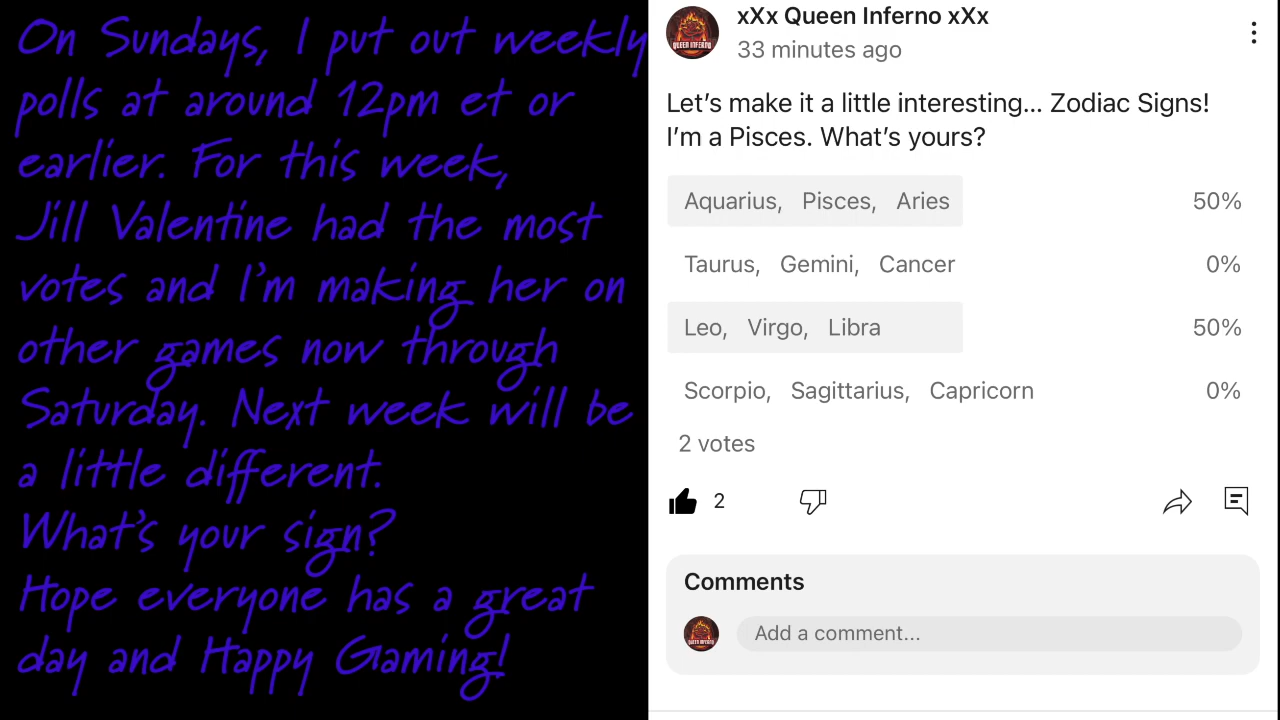 On Sundays, I put out weekly
polls at around 12pm et or
earlier. For this week,
Jill Valentine had the most
votes and I'm making her on
other games now through
Saturday. Next week will be
a little different.
What's your sign?
Hope everyone has a great
day and Happy Gaming!
xXx Queen Inferno xXx
33 minutes ago
Let's make it a little interesting... Zodiac Signs!
I'm a Pisces. What's yours?
Aquarius, Pisces, Aries 50%
Taurus, Gemini, Cancer 0%
Leo, Virgo, Libra 50%
Scorpio, Sagittarius, Capricorn 0%
2 votes
2
Comments
Add a comment...
QUEEN INFERNO
QUEEN INFERNO